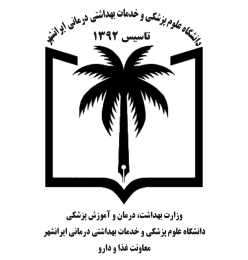 دانشگاه علوم پزشکی و خدمات بهداشتی درمانی ایرانشهر
تاسیس ۱۳۹۲
وزارت بهداشت، درمان و آموزش پزشکی
دانشگاه علوم پزشکی و خدمات بهداشتی درمانی ایرانشهر
معاونت غذا و دارو